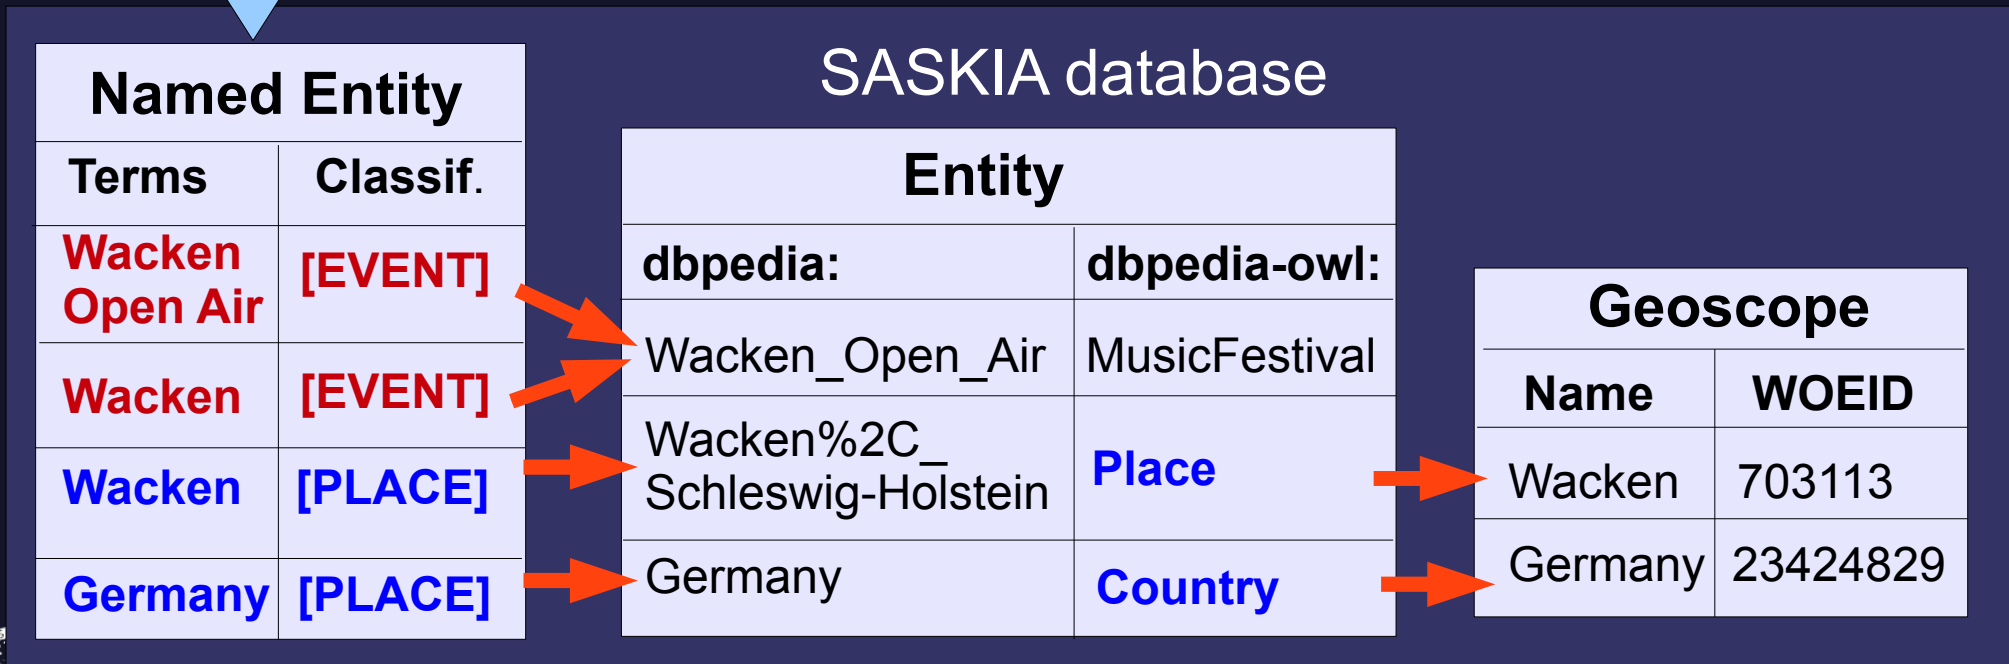 SASKIA database
Named Entity
Terms Classif.
Wacken
Open Air [EVENT]
Wacken [EVENT]
Wacken [PLACE]
Germany [PLACE]
Entity
dbpedia: dbpedia-owl:
Wacken_Open_Air MusicFestival
Wacken%2C_
Schleswig-Holstein Place
Germany Country
Geoscope
Name WOEID
Wacken 703113
Germany 23424829